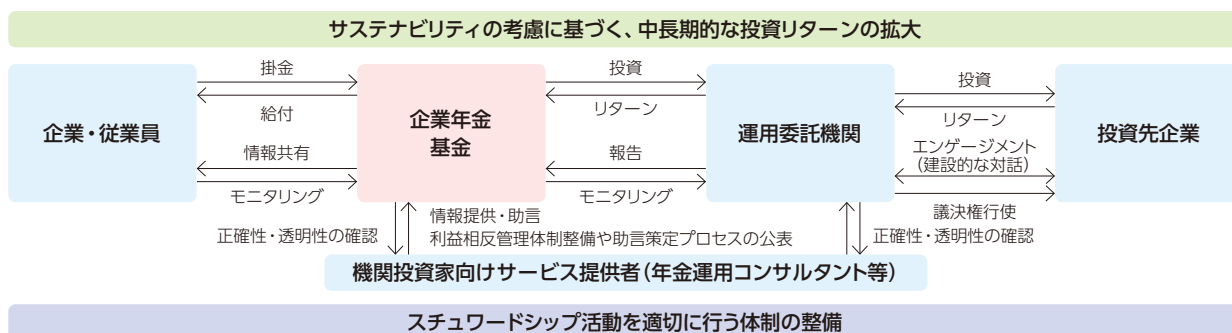 サステナビリティの考慮に基づく、中長期的な投資リターンの拡大
企業・従業員
掛金
給付
情報共有
モニタリング
企業年金
基金
投資
リターン
報告
モニタリング
運用委託機関
投資
リターン
エンゲージメント
(建設的な対話)
議決権行使
投資先企業
正確性・透明性の確認
情報提供・助言
利益相反管理体制整備や助言策定プロセスの公表
正確性・透明性の確認
機関投資家向けサービス提供者(年金運用コンサルタント等)
スチュワードシップ活動を適切に行う体制の整備